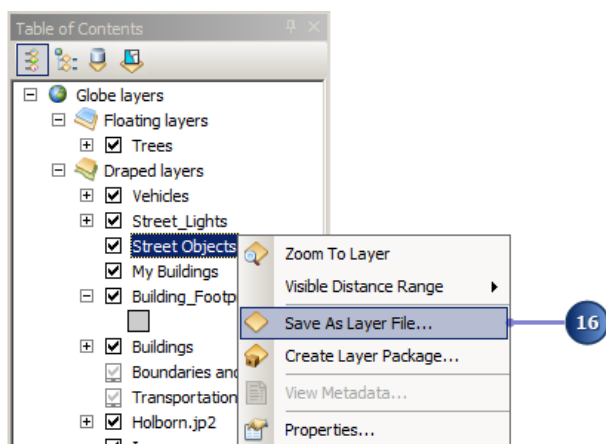 Table of Contents
Globe layers
Floating layers
Trees
Draped layers
Vehicles
Street_Lights
Street Objects
My Buildings
Building_Footp
Buildings
Boundaries and
Transportation
Holborn.jp2
Zoom To Layer
Visible Distance Range
Save As Layer File...
Create Layer Package...
View Metadata...
Properties...
16